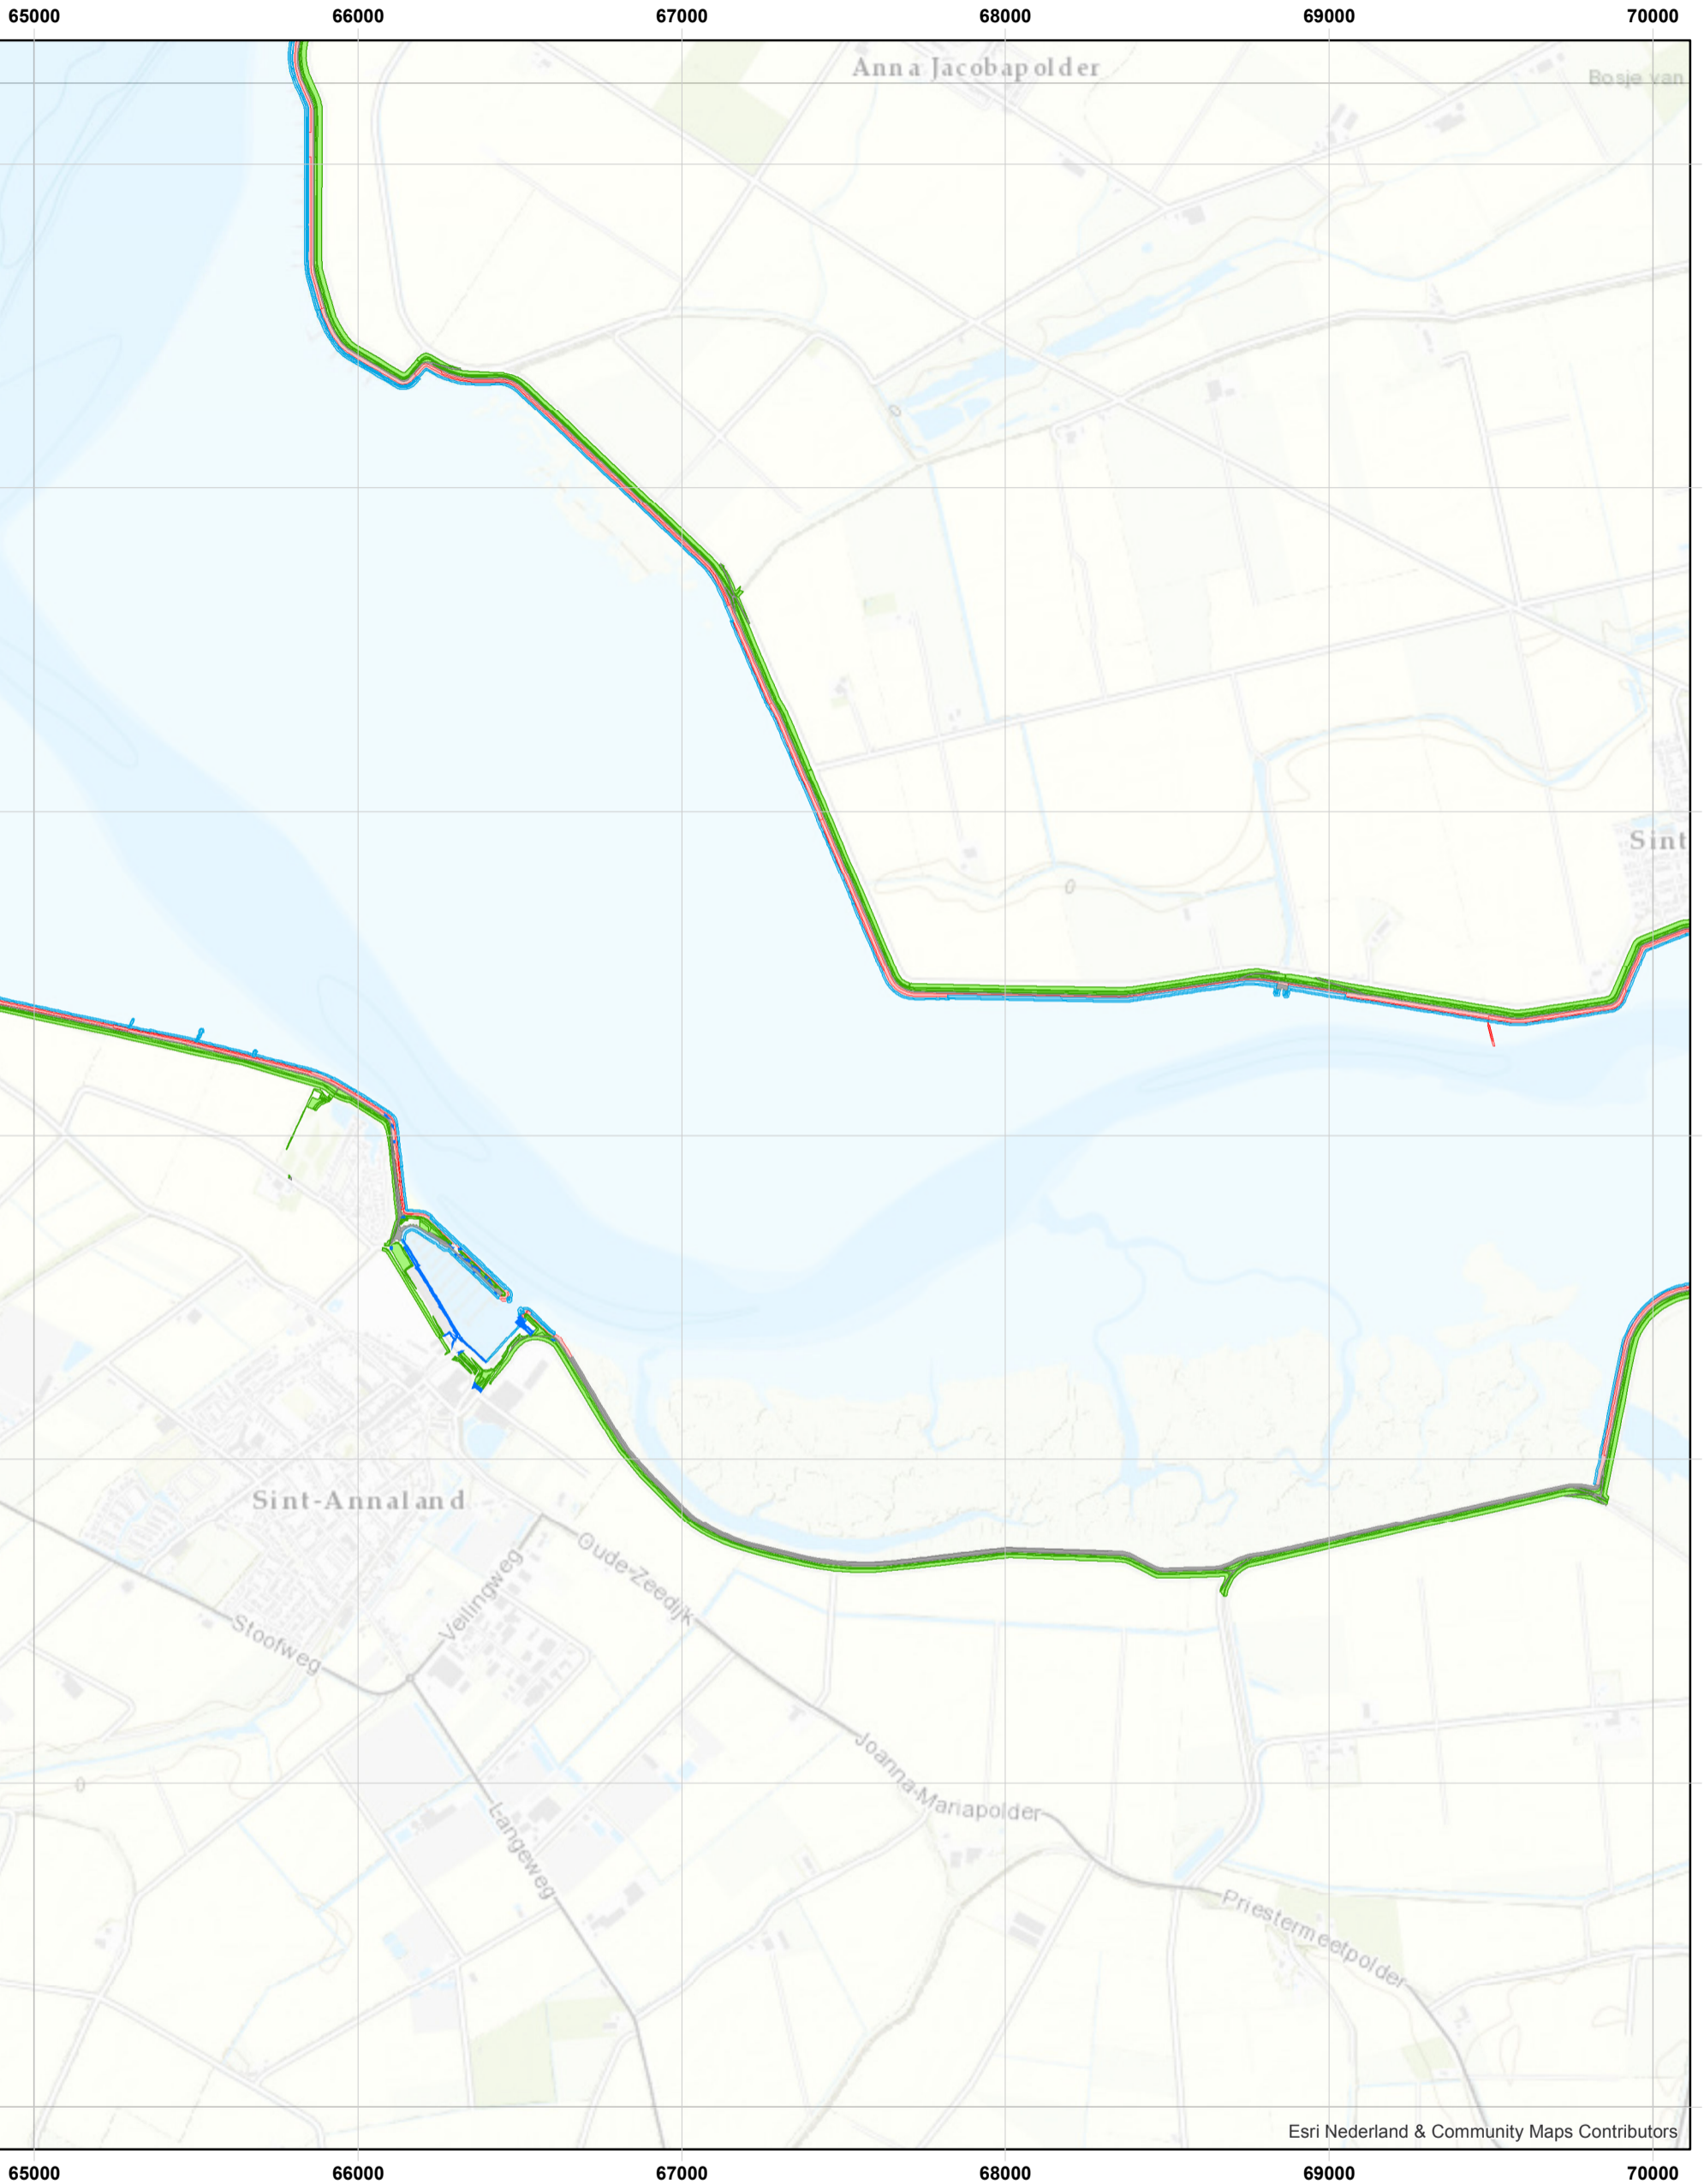 65000 66000 67000 68000 69000 70000
Anna Jacobapolder
Bosje van
0
Sint
0
Sint-Annaland
Oude-Zeedijk
Veilingweg
Stoofweg
Joanna-Mariapolder
0
Langeweg
Priestermeetpolder
Esri Nederland & Community Maps Contributors
65000 66000 67000 68000 69000 70000